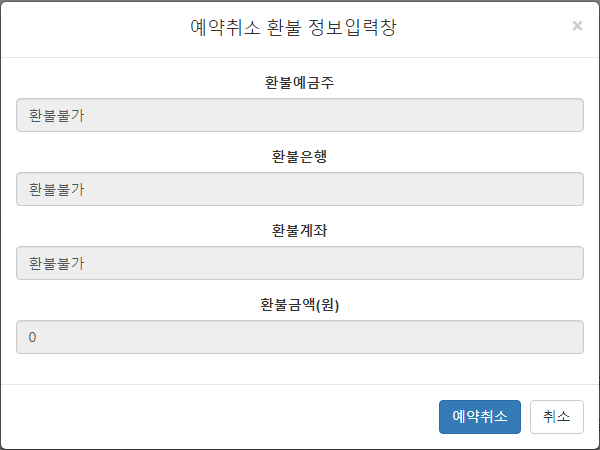 예약취소 환불 정보입력창
×
환불예금주
환불불가
환불은행
환불불가
환불계좌
환불불가
환불금액(원)
0
예약취소 취소